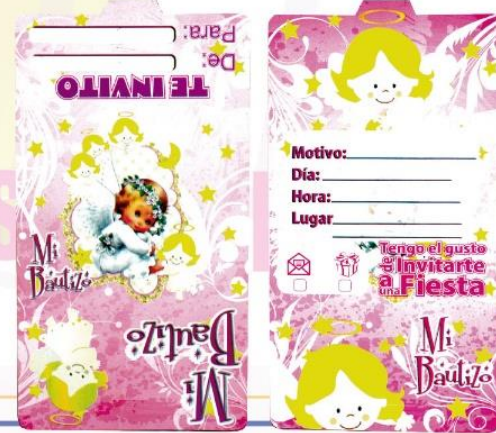 Para:
De:
TE INVITO
Mi
Bautizo
Mi
Bautizo
Motivo:
Día:
Hora:
Lugar
Tengo el gusto
de Invitarte
a una Fiesta
Mi
Bautizo